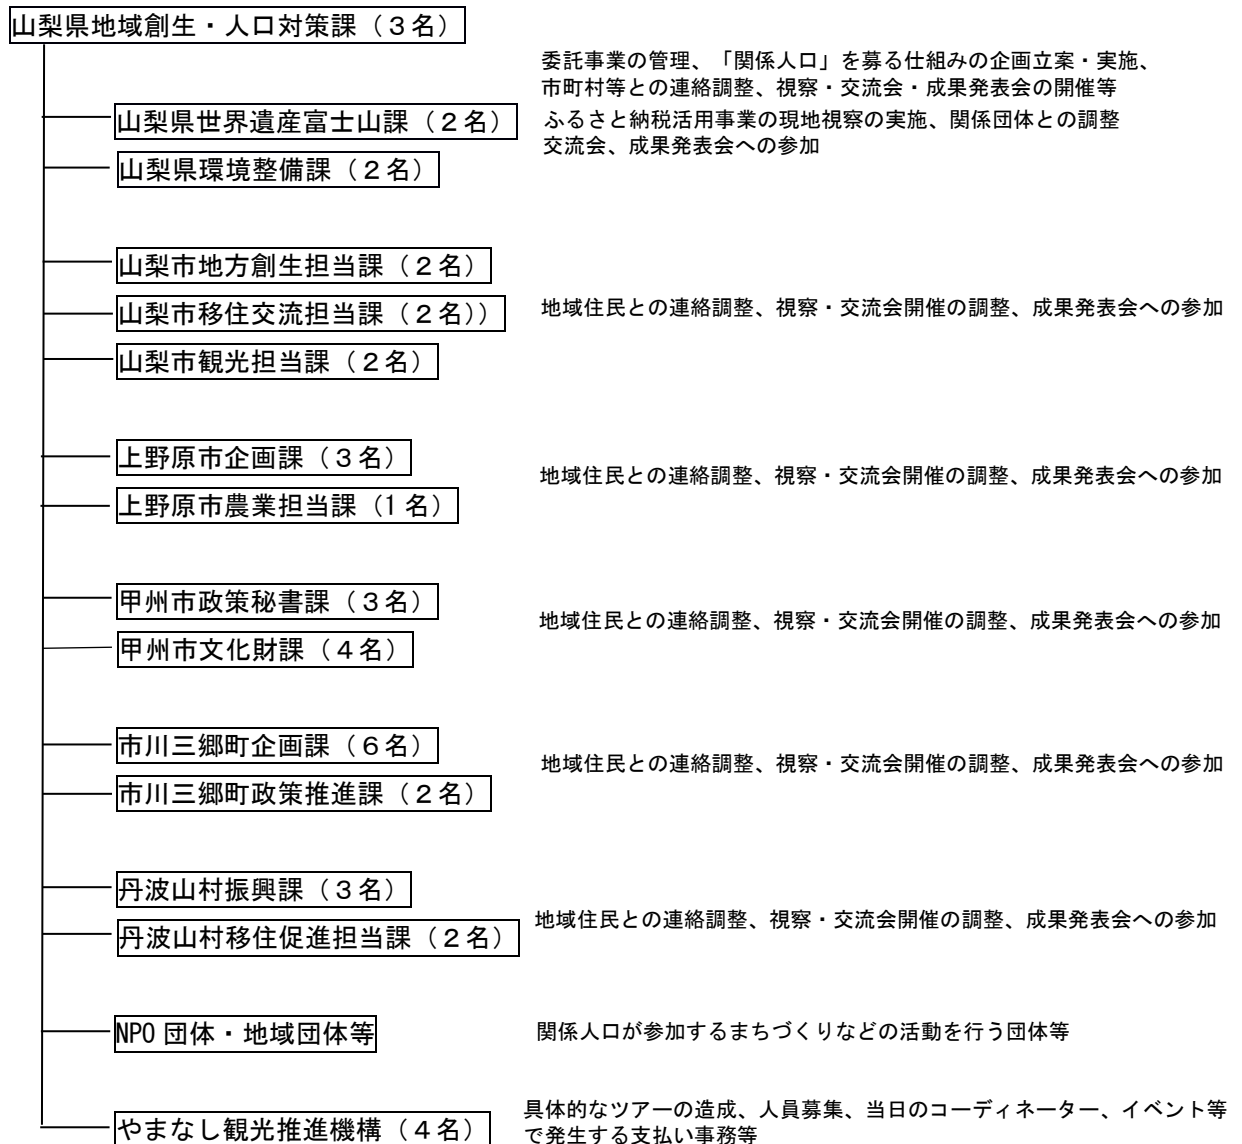 山梨県地域創生・人口対策課（３名）
委託事業の管理、「関係人口」を募る仕組みの企画立案・実施、
市町村等との連絡調整、視察・交流会・成果発表会の開催等
山梨県世界遺産富士山課（２名）
ふるさと納税活用事業の現地視察の実施、関係団体との調整
交流会、成果発表会への参加
山梨県環境整備課（２名）
山梨市地方創生担当課（２名）
山梨市移住交流担当課（２名））
地域住民との連絡調整、視察・交流会開催の調整、成果発表会への参加
山梨市観光担当課（２名）
上野原市企画課（３名）
地域住民との連絡調整、視察・交流会開催の調整、成果発表会への参加
上野原市農業担当課（1 名）
甲州市政策秘書課（３名）
地域住民との連絡調整、視察・交流会開催の調整、成果発表会への参加
甲州市文化財課（４名）
市川三郷町企画課（６名）
地域住民との連絡調整、視察・交流会開催の調整、成果発表会への参加
市川三郷町政策推進課（２名）
丹波山村振興課（３名）
地域住民との連絡調整、視察・交流会開催の調整、成果発表会への参加
丹波山村移住促進担当課（２名）
NPO 団体・地域団体等
関係人口が参加するまちづくりなどの活動を行う団体等
やまなし観光推進機構（４名）
具体的なツアーの造成、人員募集、当日のコーディネーター、イベント等
で発生する支払い事務等